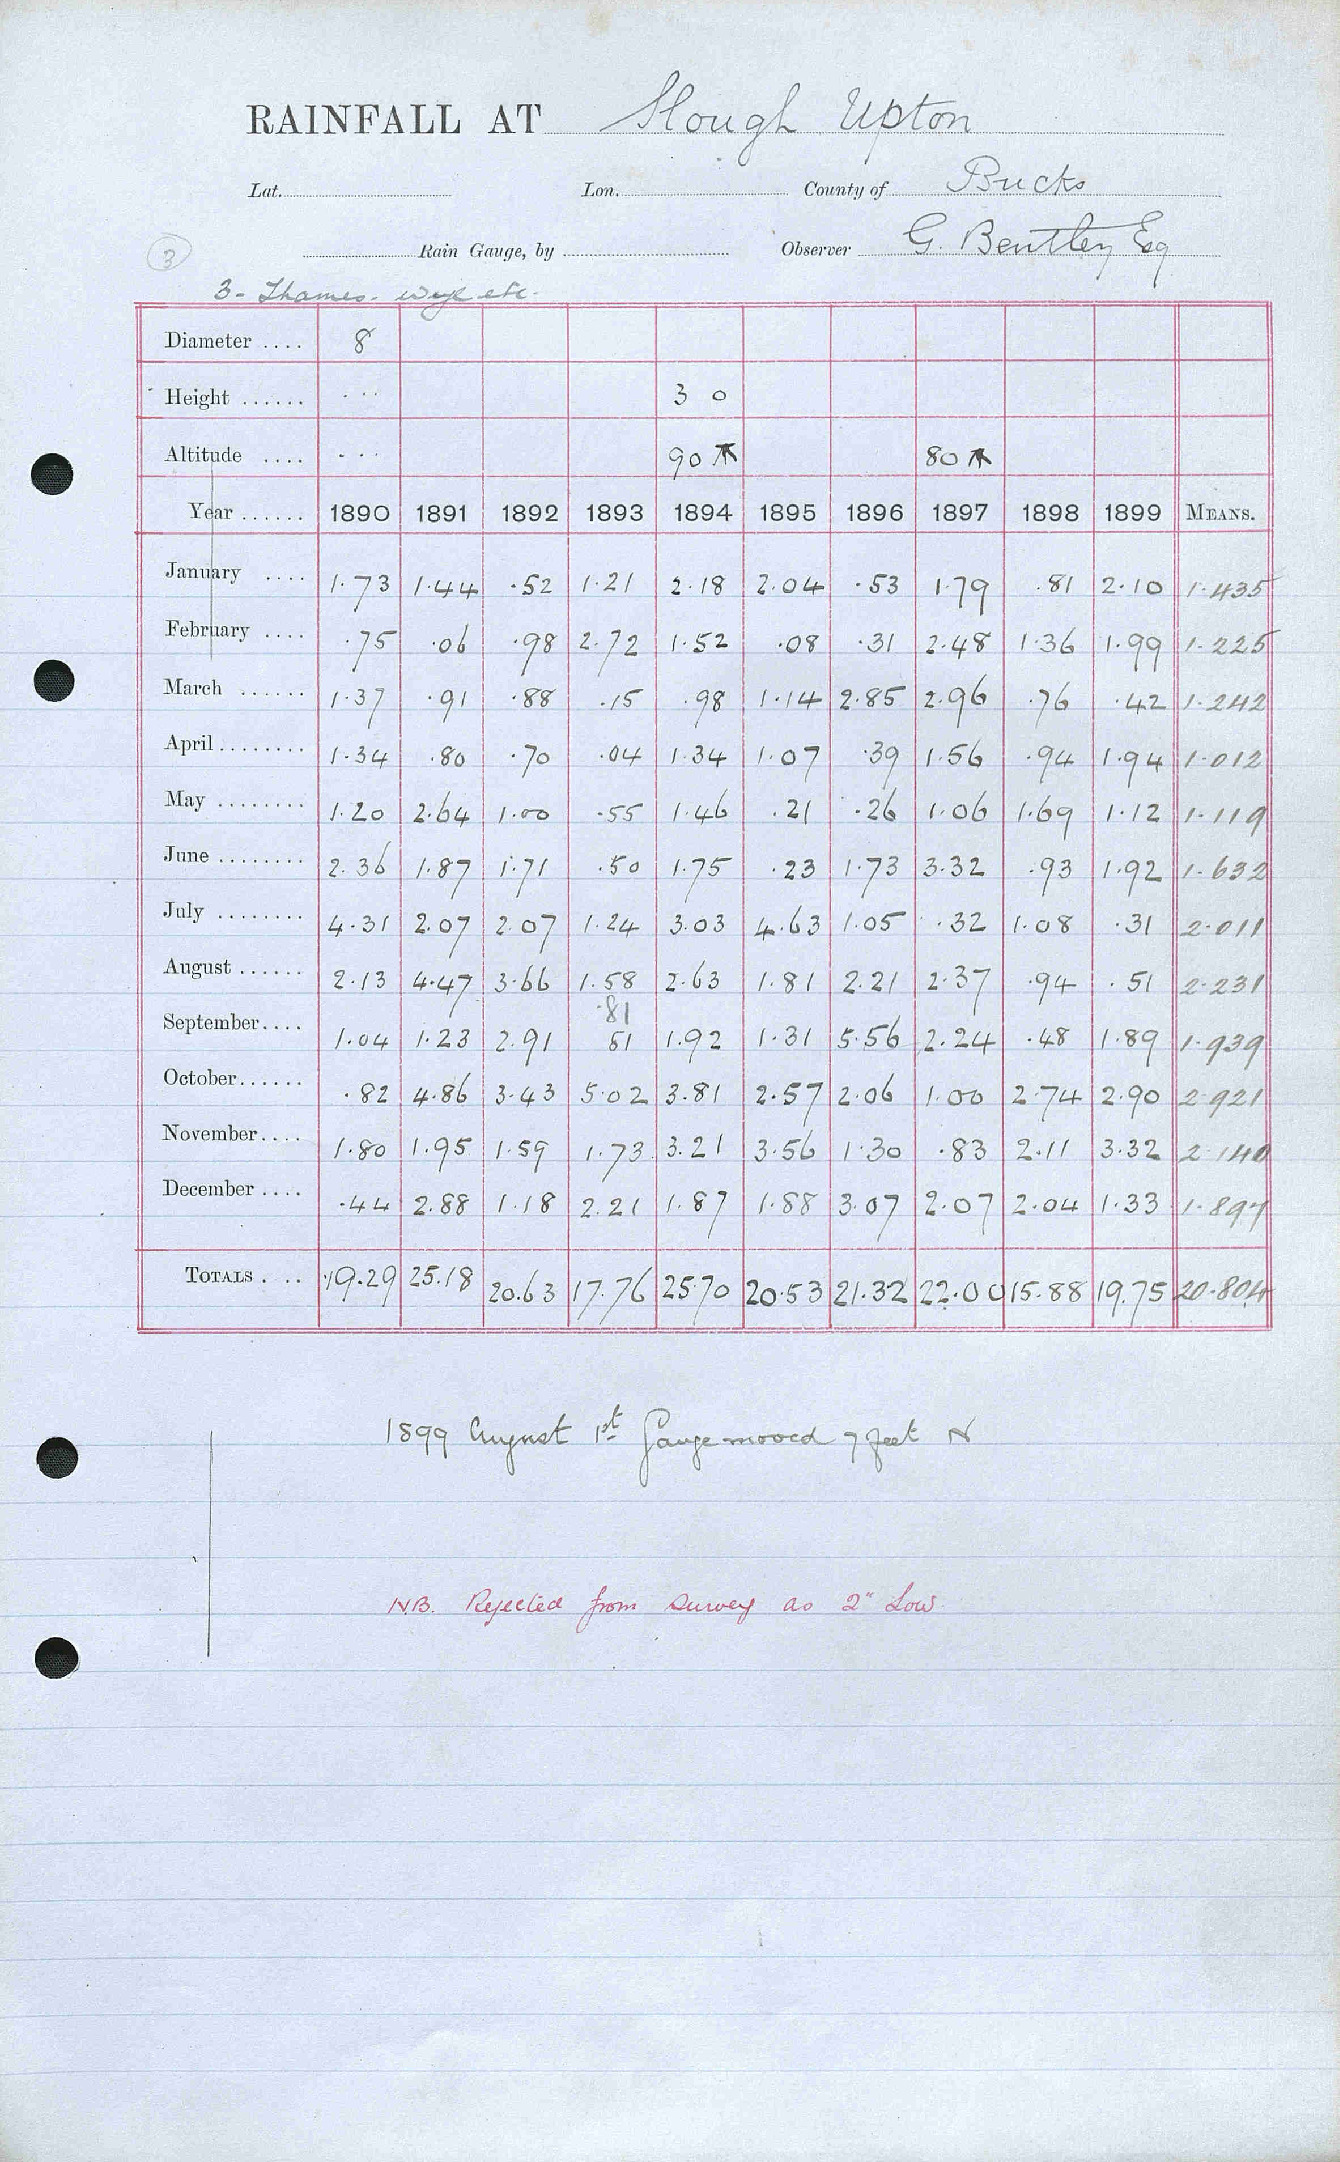 RAINFALL AT Slough Upton
Lat. Lon. County of Bucks
3 Rain Gauge, by Observer G. Bentley Esq
3 - Thames. Wye etc.
Diameter .... 8
Height ...... ... 3 0
Altitude .... ... 90 80
Year ...... 1890 1891 1892 1893 1894 1895 1896 1897 1898 1899 MEANS.
January .... 1.73 1.44 .52 1.21 2.18 2.04 .53 1.79 .81 2.10 1.435
February .... .75 .06 .98 2.72 1.52 .08 .31 2.48 1.36 1.99 1.225
March ...... 1.37 .91 .88 .15 .98 1.14 2.85 2.96 .76 .42 1.242
April ........ 1.34 .80 .70 .04 1.34 1.07 .39 1.56 .94 1.94 1.012
May ........ 1.20 2.64 1.00 .55 1.46 .21 .26 1.06 1.69 1.12 1.119
June ........ 2.36 1.87 1.71 .50 1.75 .23 1.73 3.32 .93 1.92 1.632
July ........ 4.31 2.07 2.07 1.24 3.03 4.63 1.05 .32 1.08 .31 2.011
August ...... 2.13 4.47 3.66 1.58 2.63 1.81 2.21 2.37 .94 .51 2.231
.81
September.... 1.04 1.23 2.91 81 1.92 1.31 5.56 2.24 .48 1.89 1.939
October...... .82 4.86 3.43 5.02 3.81 2.57 2.06 1.00 2.74 2.90 2.921
November.... 1.80 1.95 1.59 1.73 3.21 3.56 1.30 .83 2.11 3.32 2.140
December .... .44 2.88 1.18 2.21 1.87 1.88 3.07 2.07 2.04 1.33 1.897
TOTALS . .. 19.29 25.18 20.63 17.76 25.70 20.53 21.32 22.00 15.88 19.75 20.804
1899 August 1st Gauge moved 7 feet N
N.B. Rejected from survey as 2" Low